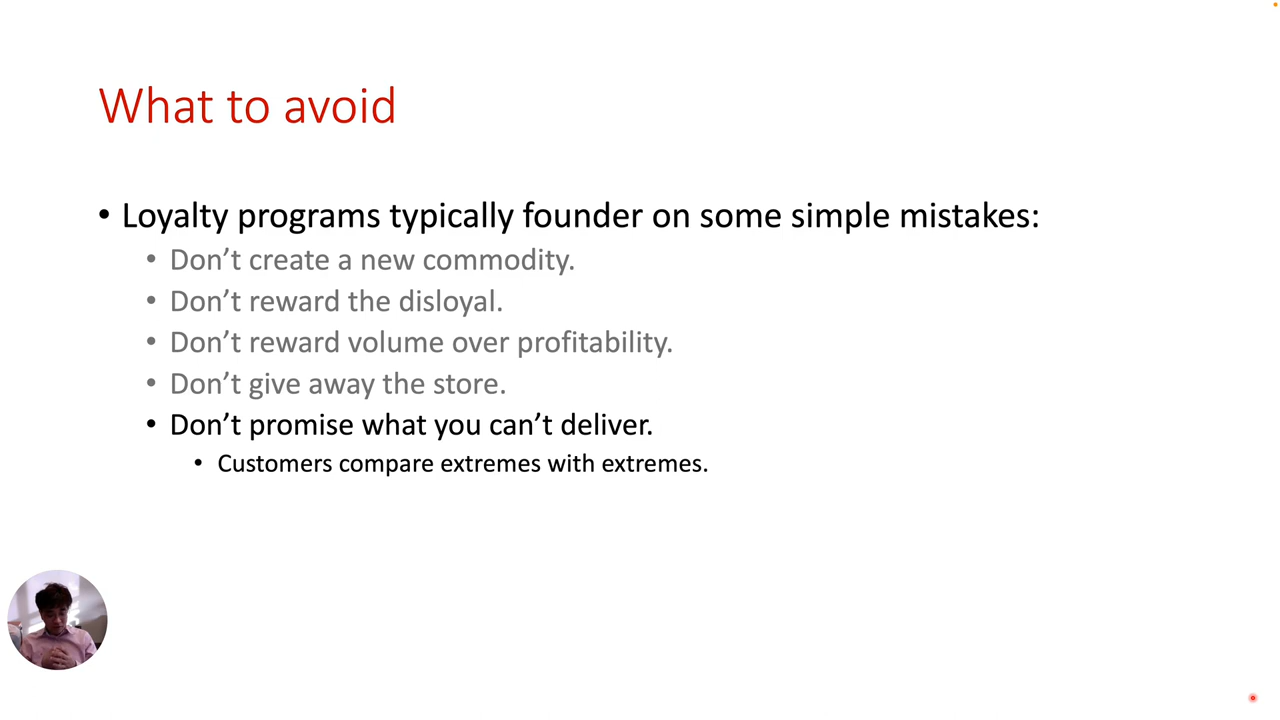 What to avoid
• Loyalty programs typically founder on some simple mistakes:
• Don’t create a new commodity.
• Don’t reward the disloyal.
• Don’t reward volume over profitability.
• Don’t give away the store.
• Don’t promise what you can’t deliver.
• Customers compare extremes with extremes.